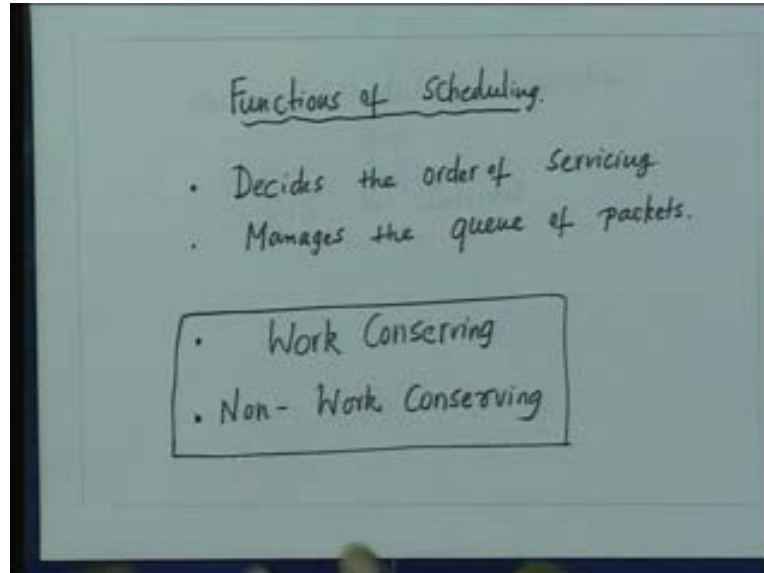 Functions of Scheduling.
• Decides the order of Servicing
• Manages the queue of packets.
• Work Conserving
• Non- Work Conserving